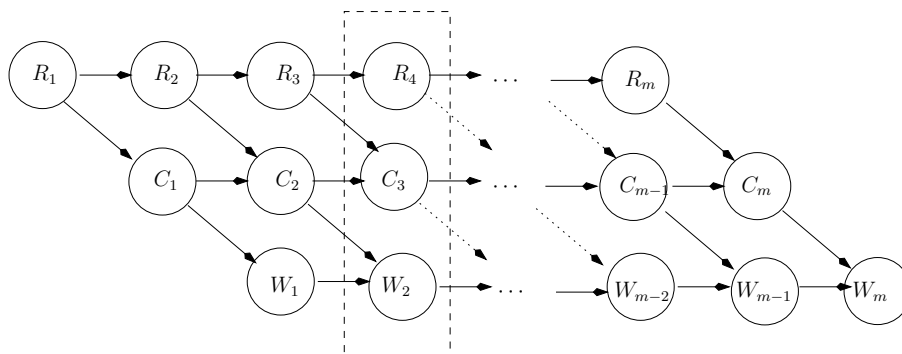 R₁ R₂ R₃ R₄ ... Rₘ
C₁ C₂ C₃ ... Cₘ₋₁ Cₘ
W₁ W₂ ... Wₘ₋₂ Wₘ₋₁ Wₘ